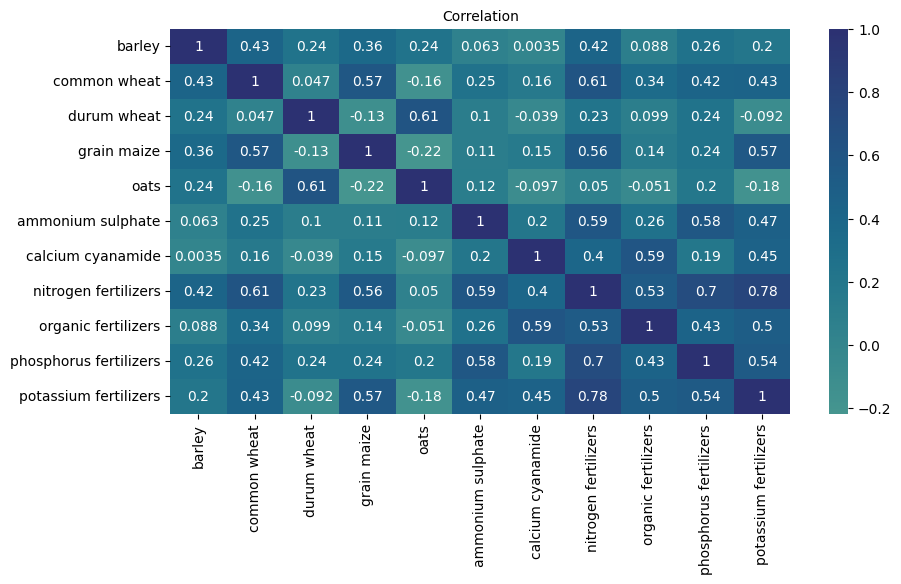 Correlation
barley 1 0.43 0.24 0.36 0.24 0.063 0.0035 0.42 0.088 0.26 0.2
common wheat 0.43 1 0.047 0.57 -0.16 0.25 0.16 0.61 0.34 0.42 0.43
durum wheat 0.24 0.047 1 -0.13 0.61 0.1 -0.039 0.23 0.099 0.24 -0.092
grain maize 0.36 0.57 -0.13 1 -0.22 0.11 0.15 0.56 0.14 0.24 0.57
oats 0.24 -0.16 0.61 -0.22 1 0.12 -0.097 0.05 -0.051 0.2 -0.18
ammonium sulphate 0.063 0.25 0.1 0.11 0.12 1 0.2 0.59 0.26 0.58 0.47
calcium cyanamide 0.0035 0.16 -0.039 0.15 -0.097 0.2 1 0.4 0.59 0.19 0.45
nitrogen fertilizers 0.42 0.61 0.23 0.56 0.05 0.59 0.4 1 0.53 0.7 0.78
organic fertilizers 0.088 0.34 0.099 0.14 -0.051 0.26 0.59 0.53 1 0.43 0.5
phosphorus fertilizers 0.26 0.42 0.24 0.24 0.2 0.58 0.19 0.7 0.43 1 0.54
potassium fertilizers 0.2 0.43 -0.092 0.57 -0.18 0.47 0.45 0.78 0.5 0.54 1
barley
common wheat
durum wheat
grain maize
oats
ammonium sulphate
calcium cyanamide
nitrogen fertilizers
organic fertilizers
phosphorus fertilizers
potassium fertilizers
1.0
0.8
0.6
0.4
0.2
0.0
−0.2